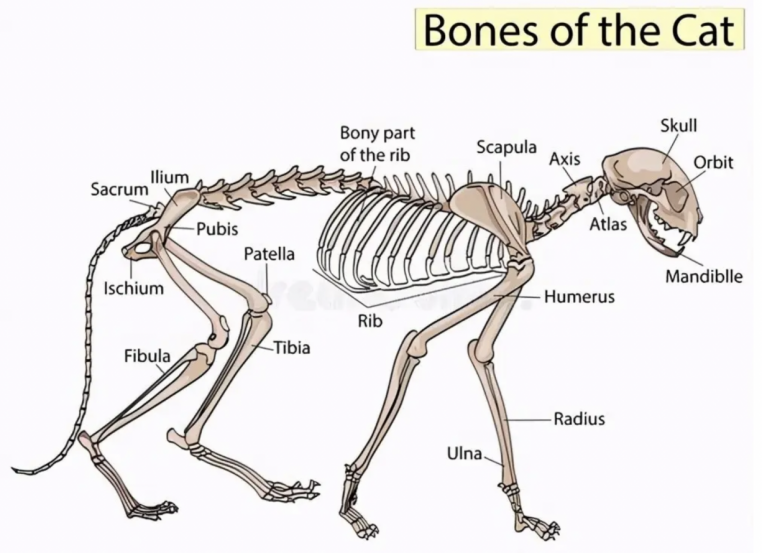 Bones of the Cat
Skull
Bony part
of the rib
Scapula
Axis
Orbit
Ilium
Sacrum
Atlas
Pubis
Patella
Mandiblle
Ischium
Humerus
Rib
Fibula
Tibia
Radius
Ulna